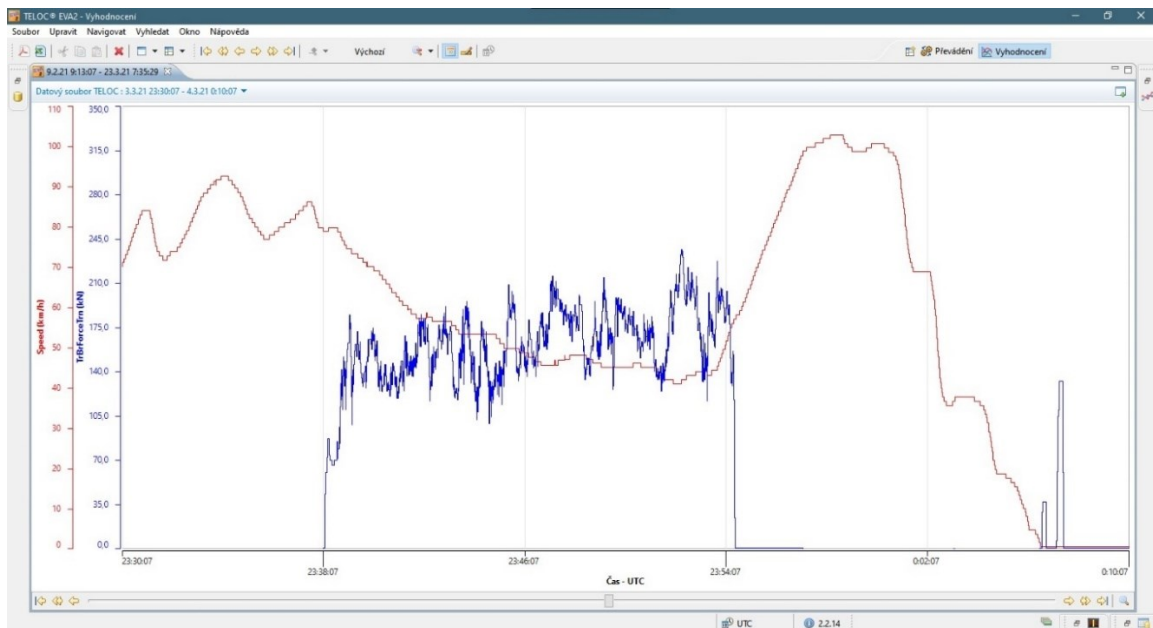 TELOC® EVA2 - Vyhodnocení
Soubor Upravit Navigovat Vyhledat Okno Nápověda
Výchozí Převádění Vyhodnocení
9.2.21 9:13:07 - 23.3.21 7:35:29
Datový soubor TELOC : 3.3.21 23:30:07 - 4.3.21 0:10:07
110 350,0
100 315,0
90 280,0
80 245,0
70 210,0
60 175,0
50 140,0
40 105,0
30 70,0
20 35,0
10 0,0
0
Speed (km/h)
TrBrForceTrn (kN)
23:30:07 23:38:07 23:46:07 23:54:07 0:02:07 0:10:07
Čas - UTC
UTC 2.2.14